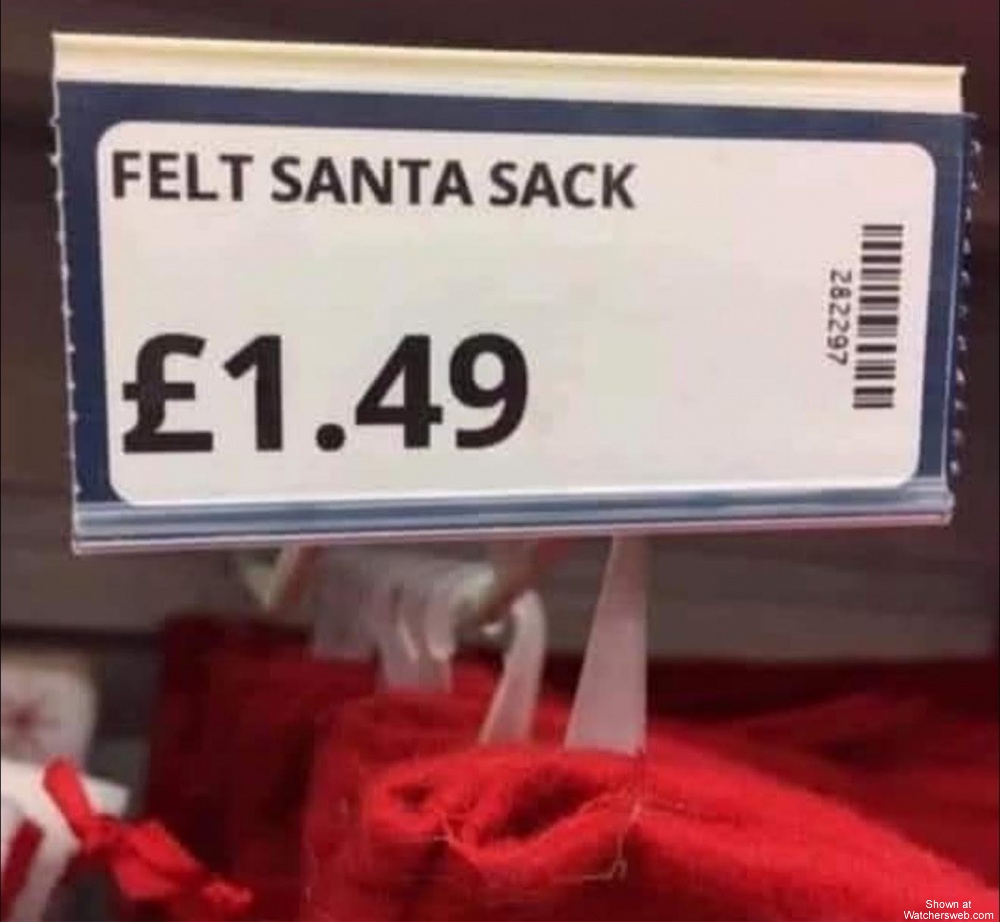 FELT SANTA SACK
£1.49
282297
Shown at
Watchersweb.com